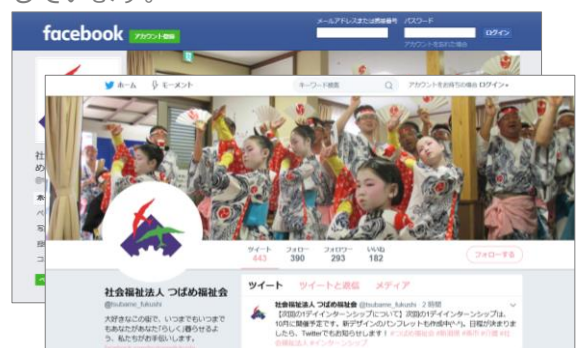 しています。
facebook
アカウント登録
メールアドレスまたは携帯番号
パスワード
ログイン
アカウントを忘れた場合
ホーム
モーメント
キーワード検索
アカウントをお持ちの場合 ログイン
ツイート
443
フォロー
390
フォロワー
293
いいね
182
フォローする
社会福祉法人 つばめ福祉会
@tsubame_fukushi
大好きなこの街で、いつまでもいつまで
もあなたがあなた「らしく」暮らせるよ
う、私たちがお手伝いします。
ツイート
ツイートと返信
メディア
社会福祉法人 つばめ福祉会 @tsubame_fukushi・2 時間
【次回の1デイインターンシップについて】次回の1デイインターンシップは、
10月に開催予定です。新デザインのパンフレットも作成中(^-^)。日程が決まりま
したら、Twitterでもお知らせします!